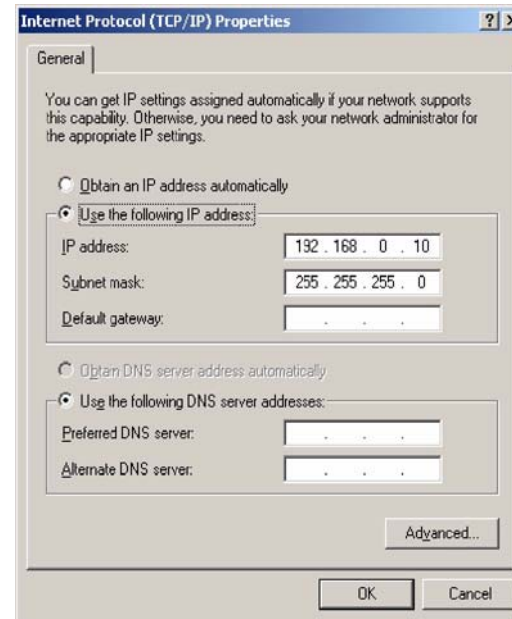 Internet Protocol (TCP/IP) Properties
General
You can get IP settings assigned automatically if your network supports
this capability. Otherwise, you need to ask your network administrator for
the appropriate IP settings.
Obtain an IP address automatically
Use the following IP address:
IP address: 192 . 168 . 0 . 10
Subnet mask: 255 . 255 . 255 . 0
Default gateway: . . .
Obtain DNS server address automatically
Use the following DNS server addresses:
Preferred DNS server: . . .
Alternate DNS server: . . .
Advanced...
OK Cancel